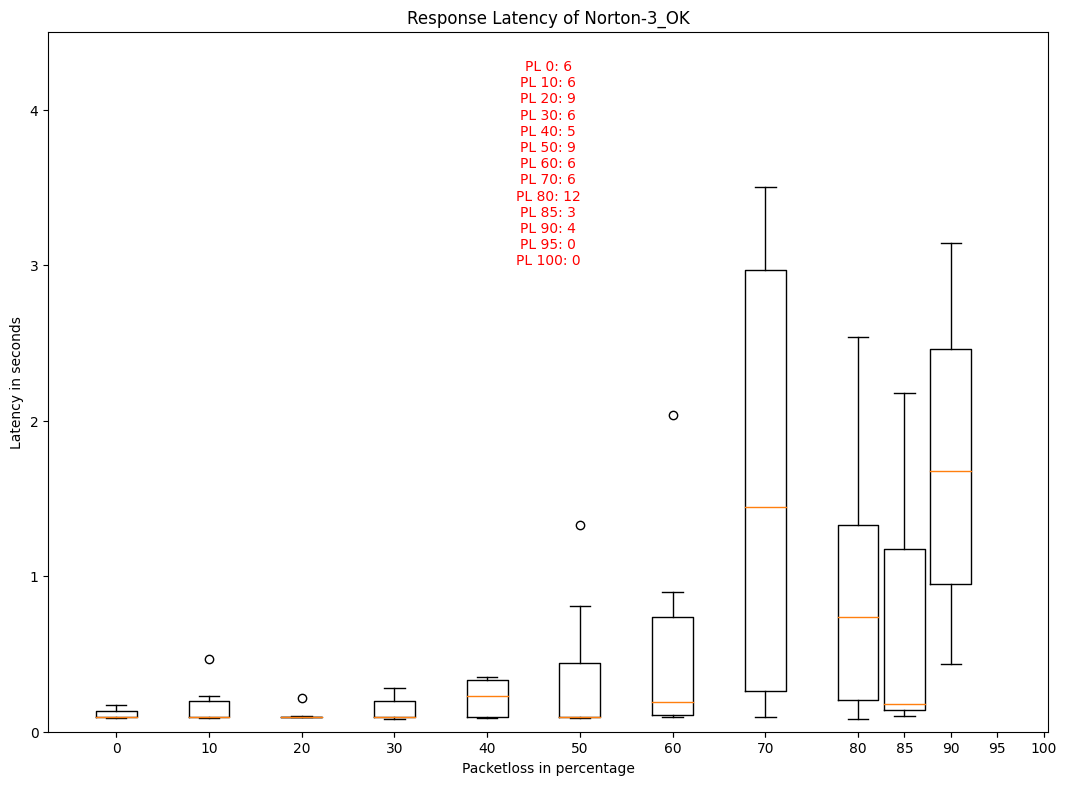 Response Latency of Norton-3_OK
PL 0: 6
PL 10: 6
PL 20: 9
PL 30: 6
PL 40: 5
PL 50: 9
PL 60: 6
PL 70: 6
PL 80: 12
PL 85: 3
PL 90: 4
PL 95: 0
PL 100: 0
Latency in seconds
4
3
2
1
0
0 10 20 30 40 50 60 70 80 85 90 95 100
Packetloss in percentage